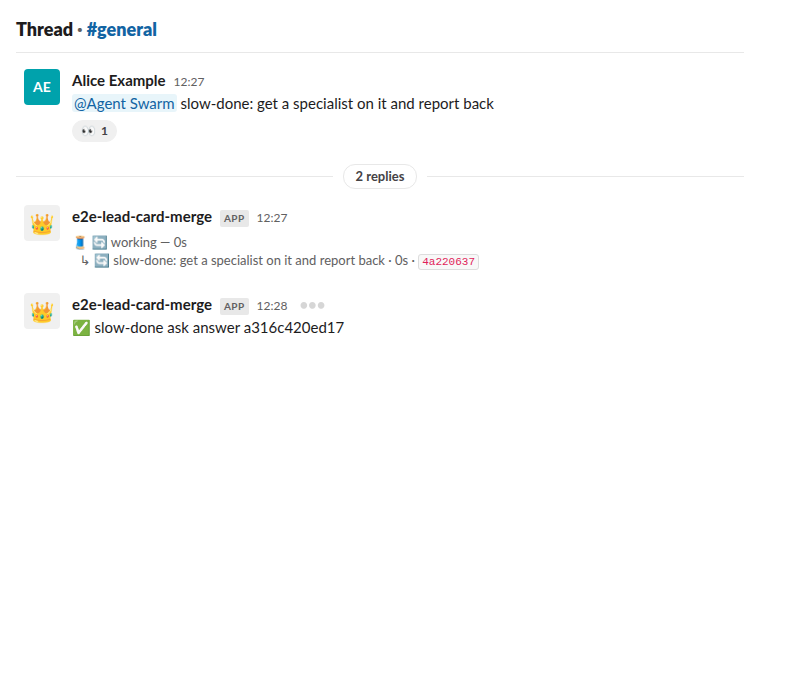 Thread • #general
AE
Alice Example 12:27
@Agent Swarm slow-done: get a specialist on it and report back
👀 1
2 replies
e2e-lead-card-merge APP 12:27
🧵 🔄 working — 0s
↳ 🔄 slow-done: get a specialist on it and report back · 0s · 4a220637
e2e-lead-card-merge APP 12:28
✅ slow-done ask answer a316c420ed17